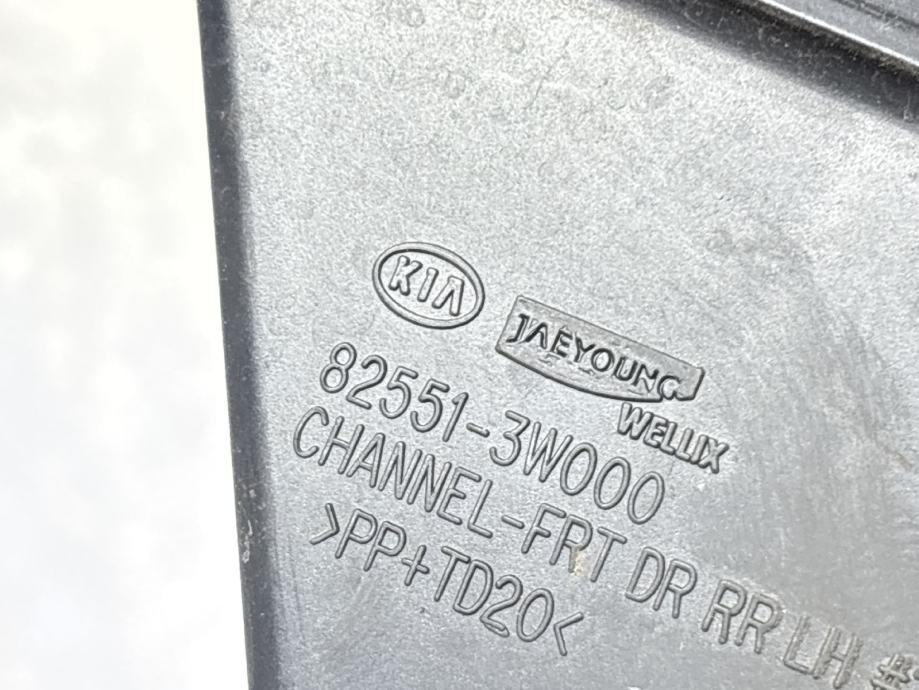 KIA
JAEYOUNG
WELLIX
82551-3W000
CHANNEL-FRT DR RR LH
>PP+TD20<